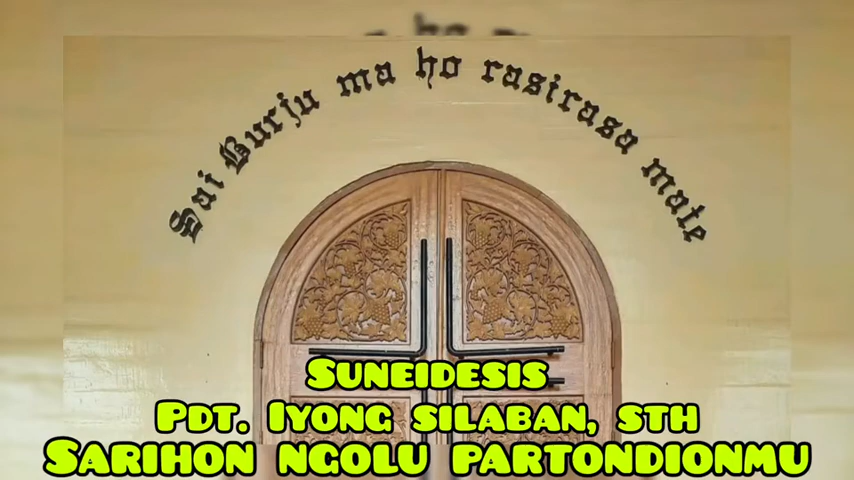 Sai Burju ma ho rasirasa mate
Suneidesis
Pdt. Iyong silaban, sth
Sarihon ngolu partondionmu